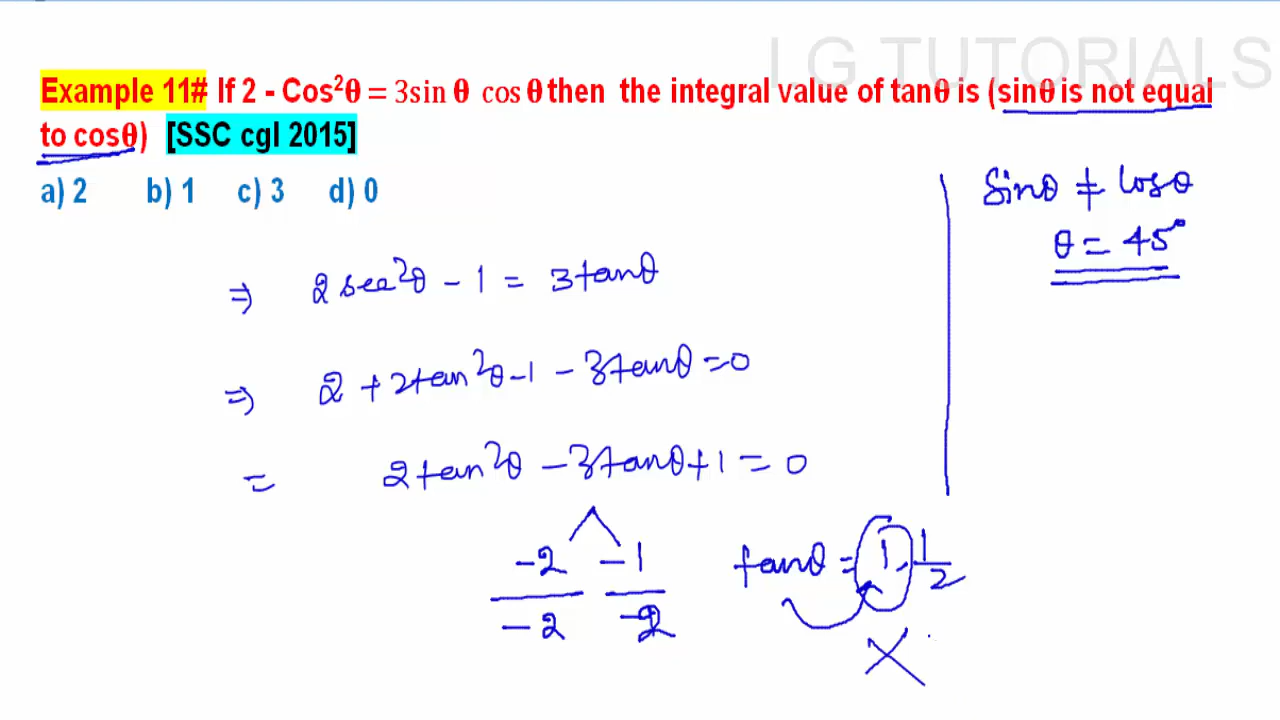 LG TUTORIALS
Example 11# If 2 - Cos²θ = 3sin θ cos θ then the integral value of tanθ is (sinθ is not equal
to cosθ) [SSC cgl 2015]
a) 2 b) 1 c) 3 d) 0
Sinθ ≠ Cosθ
θ = 45°
⇒ 2 sec²θ - 1 = 3tanθ
⇒ 2 + 2tan²θ - 1 - 3tanθ = 0
= 2tan²θ - 3tanθ + 1 = 0
-2 -1
-2 -2
tanθ = 1, 1/2
×